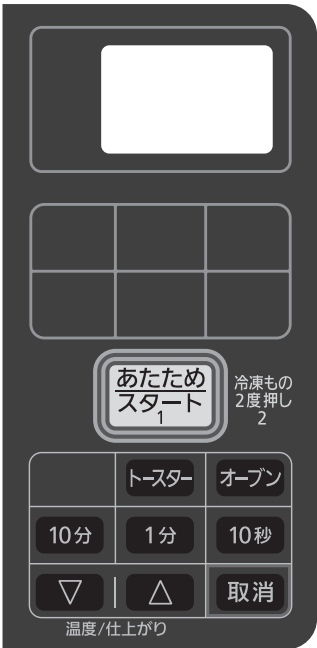 あたため
スタート
1
冷凍もの
2度押し
2
トースター
オーブン
10分
1分
10秒
▽
△
取消
温度/仕上がり